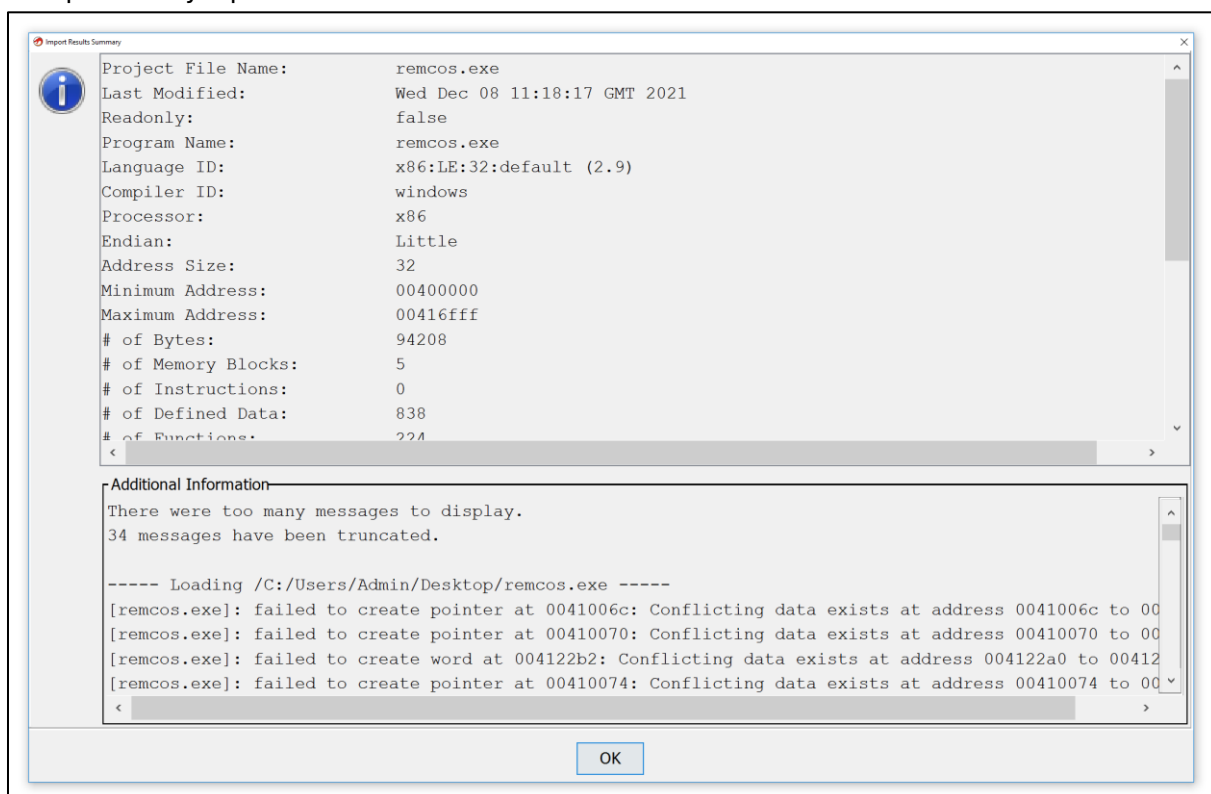 Import Results Summary
Project File Name: remcos.exe
Last Modified: Wed Dec 08 11:18:17 GMT 2021
Readonly: false
Program Name: remcos.exe
Language ID: x86:LE:32:default (2.9)
Compiler ID: windows
Processor: x86
Endian: Little
Address Size: 32
Minimum Address: 00400000
Maximum Address: 00416fff
# of Bytes: 94208
# of Memory Blocks: 5
# of Instructions: 0
# of Defined Data: 838
# of Functions: 224
Additional Information
There were too many messages to display.
34 messages have been truncated.
----- Loading /C:/Users/Admin/Desktop/remcos.exe -----
[remcos.exe]: failed to create pointer at 0041006c: Conflicting data exists at address 0041006c to 00
[remcos.exe]: failed to create pointer at 00410070: Conflicting data exists at address 00410070 to 00
[remcos.exe]: failed to create word at 004122b2: Conflicting data exists at address 004122a0 to 00412
[remcos.exe]: failed to create pointer at 00410074: Conflicting data exists at address 00410074 to 00
OK